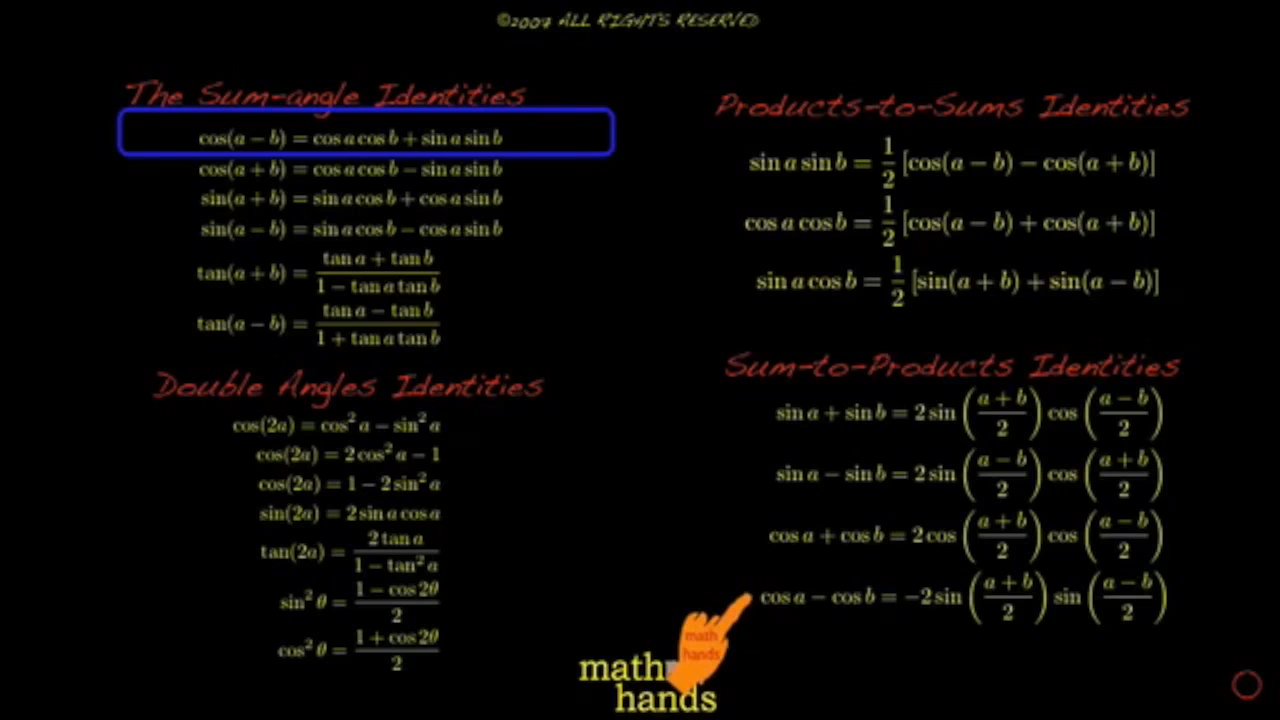 ©2007 ALL RIGHTS RESERVED
The Sum-angle Identities
cos(a − b) = cos a cos b + sin a sin b
cos(a + b) = cos a cos b − sin a sin b
sin(a + b) = sin a cos b + cos a sin b
sin(a − b) = sin a cos b − cos a sin b
tan(a + b) = (tan a + tan b)/(1 − tan a tan b)
tan(a − b) = (tan a − tan b)/(1 + tan a tan b)
Double Angles Identities
cos(2a) = cos² a − sin² a
cos(2a) = 2 cos² a − 1
cos(2a) = 1 − 2 sin² a
sin(2a) = 2 sin a cos a
tan(2a) = (2 tan a)/(1 − tan² a)
sin² θ = (1 − cos 2θ)/2
cos² θ = (1 + cos 2θ)/2
Products-to-Sums Identities
sin a sin b = 1/2 [cos(a − b) − cos(a + b)]
cos a cos b = 1/2 [cos(a − b) + cos(a + b)]
sin a cos b = 1/2 [sin(a + b) + sin(a − b)]
Sum-to-Products Identities
sin a + sin b = 2 sin ((a + b)/2) cos ((a − b)/2)
sin a − sin b = 2 sin ((a − b)/2) cos ((a + b)/2)
cos a + cos b = 2 cos ((a + b)/2) cos ((a − b)/2)
cos a − cos b = −2 sin ((a + b)/2) sin ((a − b)/2)
math
hands
math
hands